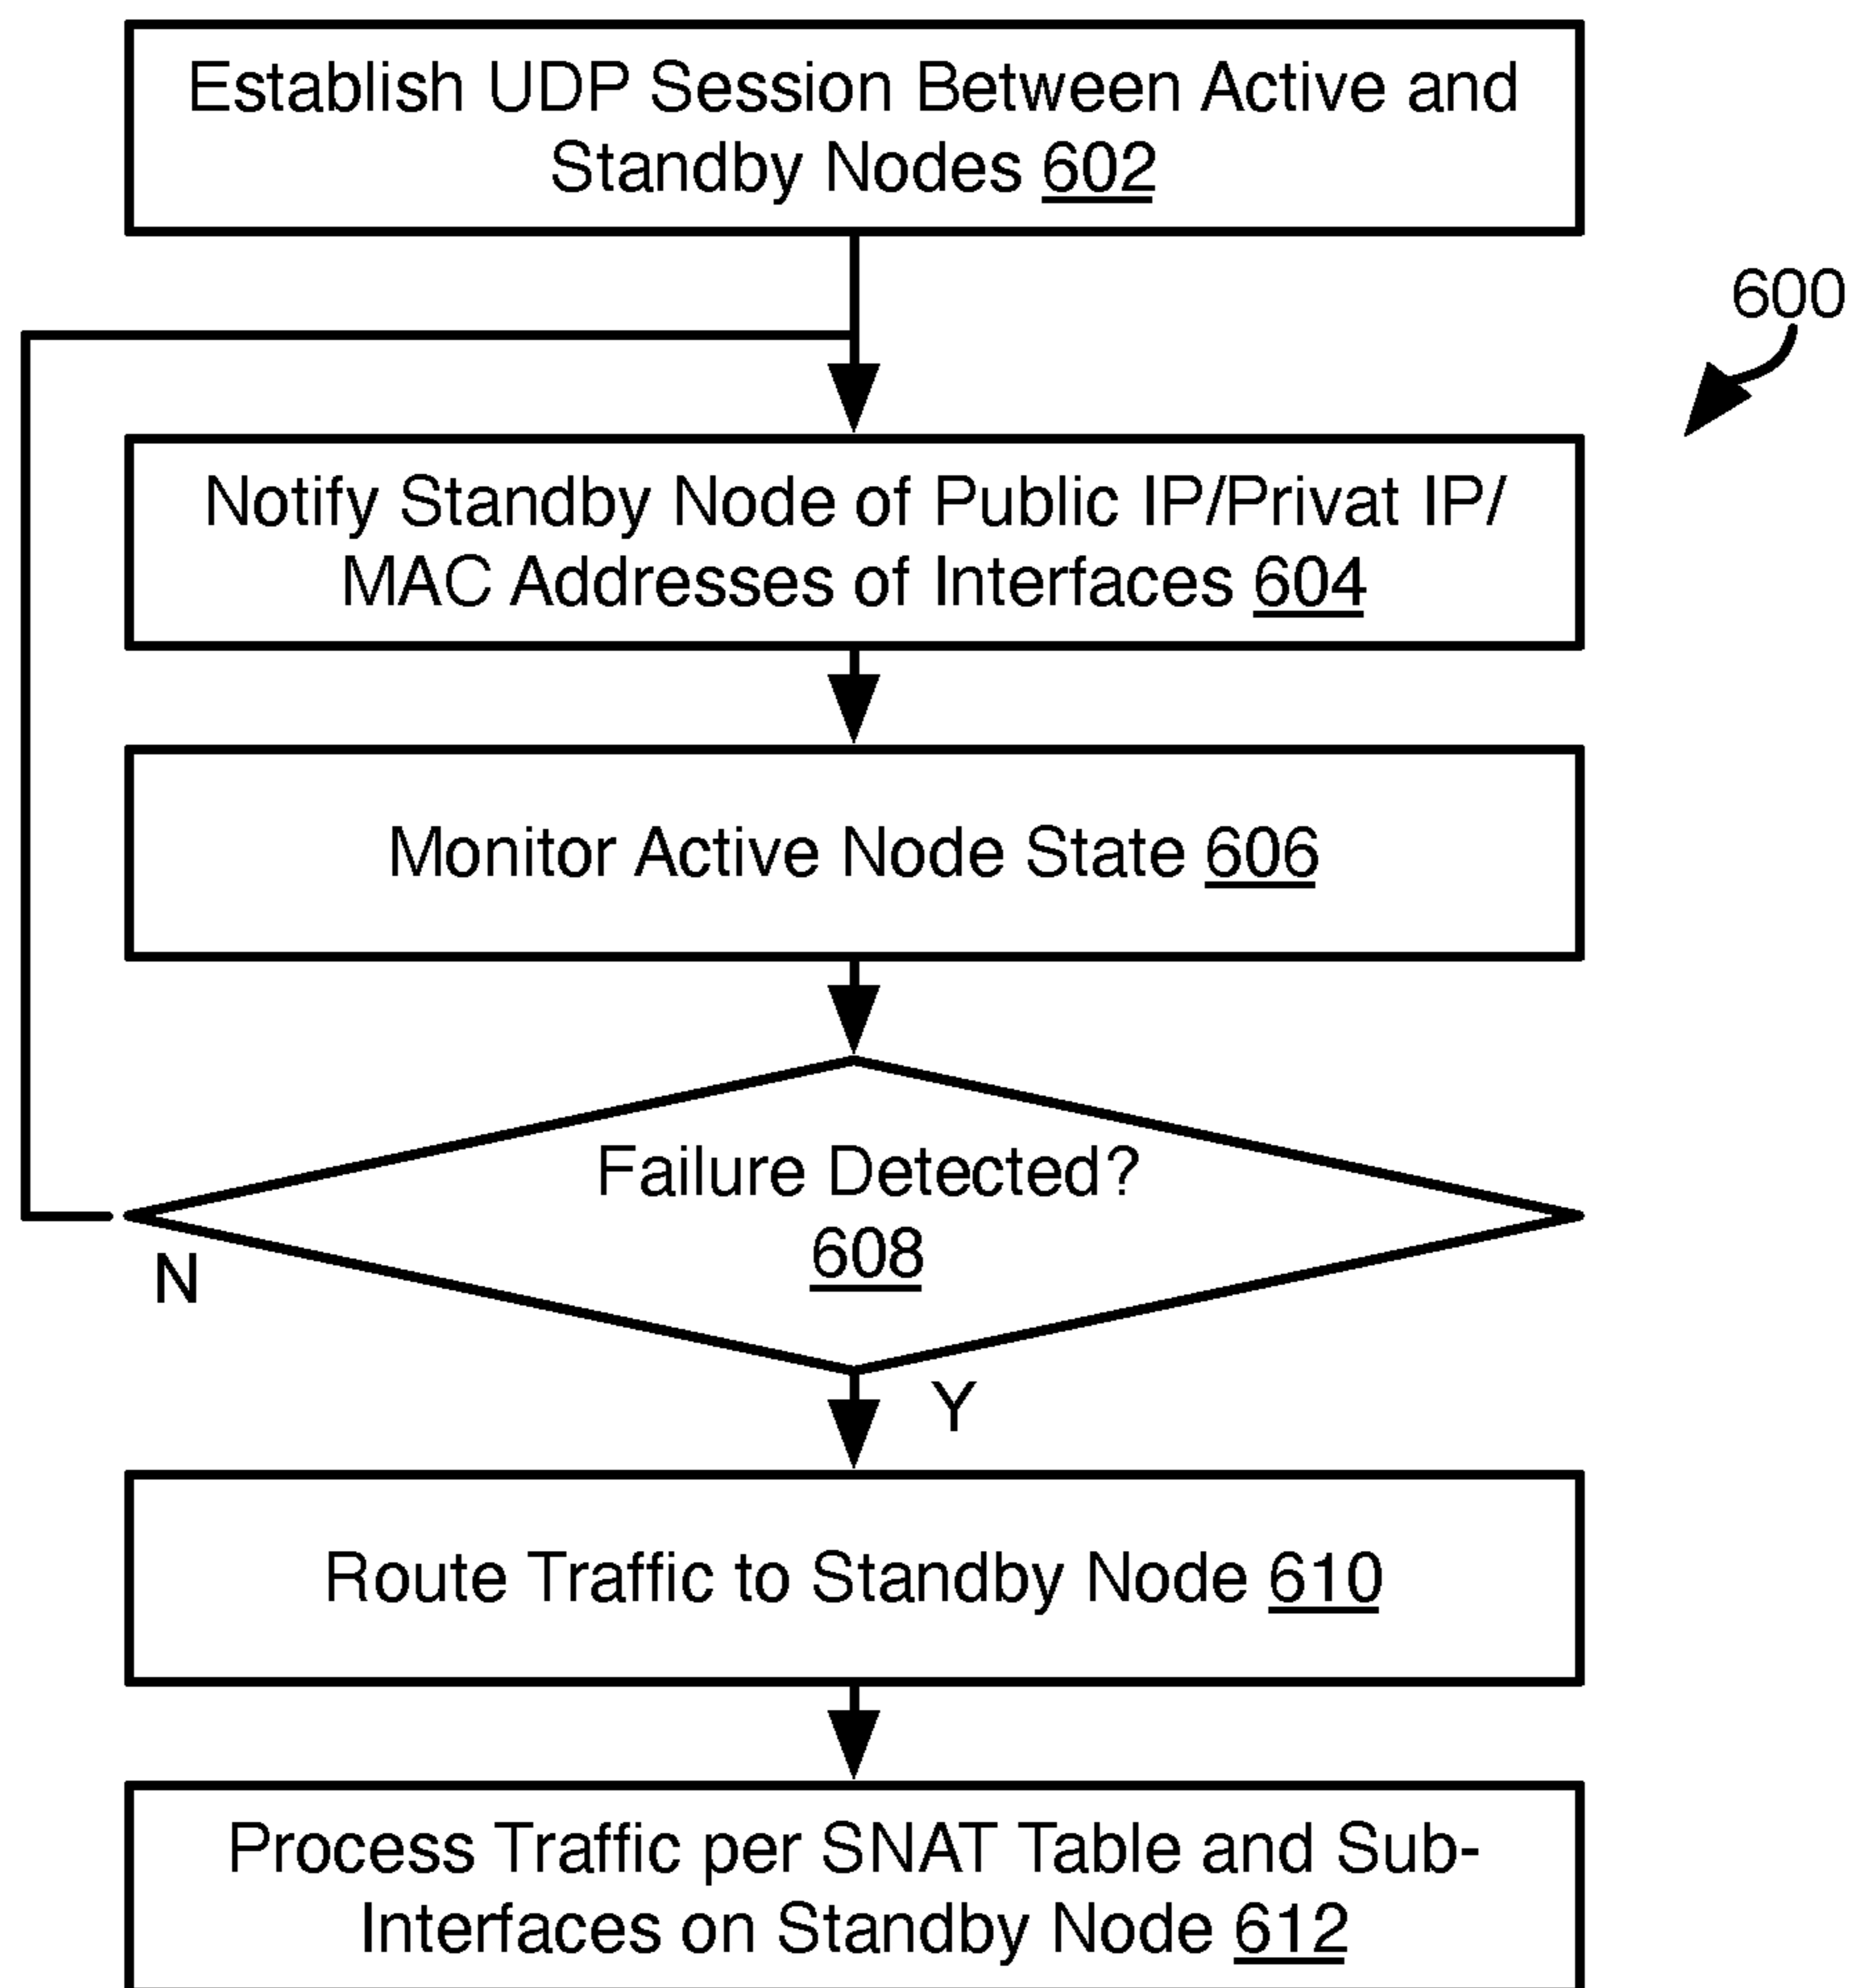 Establish UDP Session Between Active and
Standby Nodes 602
600
Notify Standby Node of Public IP/Privat IP/
MAC Addresses of Interfaces 604
Monitor Active Node State 606
Failure Detected?
608
N
Y
Route Traffic to Standby Node 610
Process Traffic per SNAT Table and Sub-
Interfaces on Standby Node 612